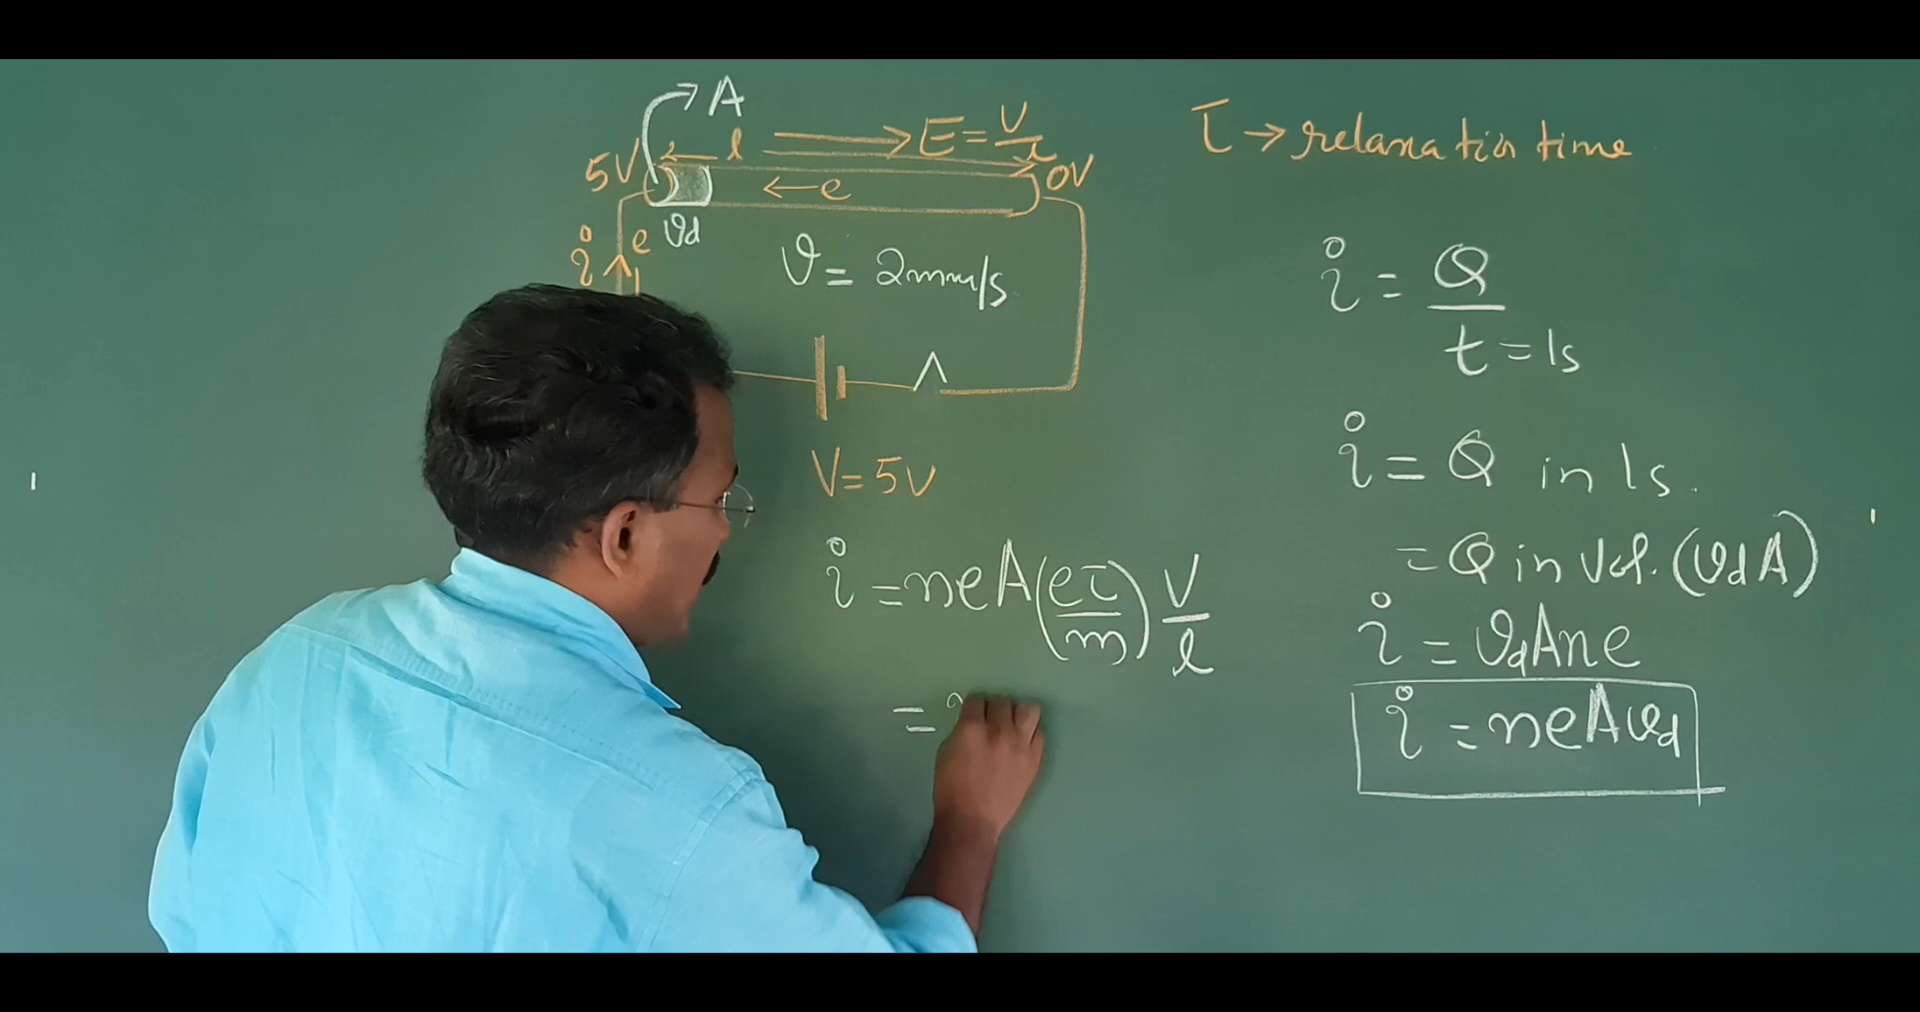 A
l E = V/l
5V ← e 0V
i e vd
v = 2mm/s
V = 5V
i = neA(eτ/m) V/l
=
τ → relaxation time
i = Q/t = 1s
i = Q in 1s.
= Q in Vol. (vdA)
i = vdAne
i = neAvd